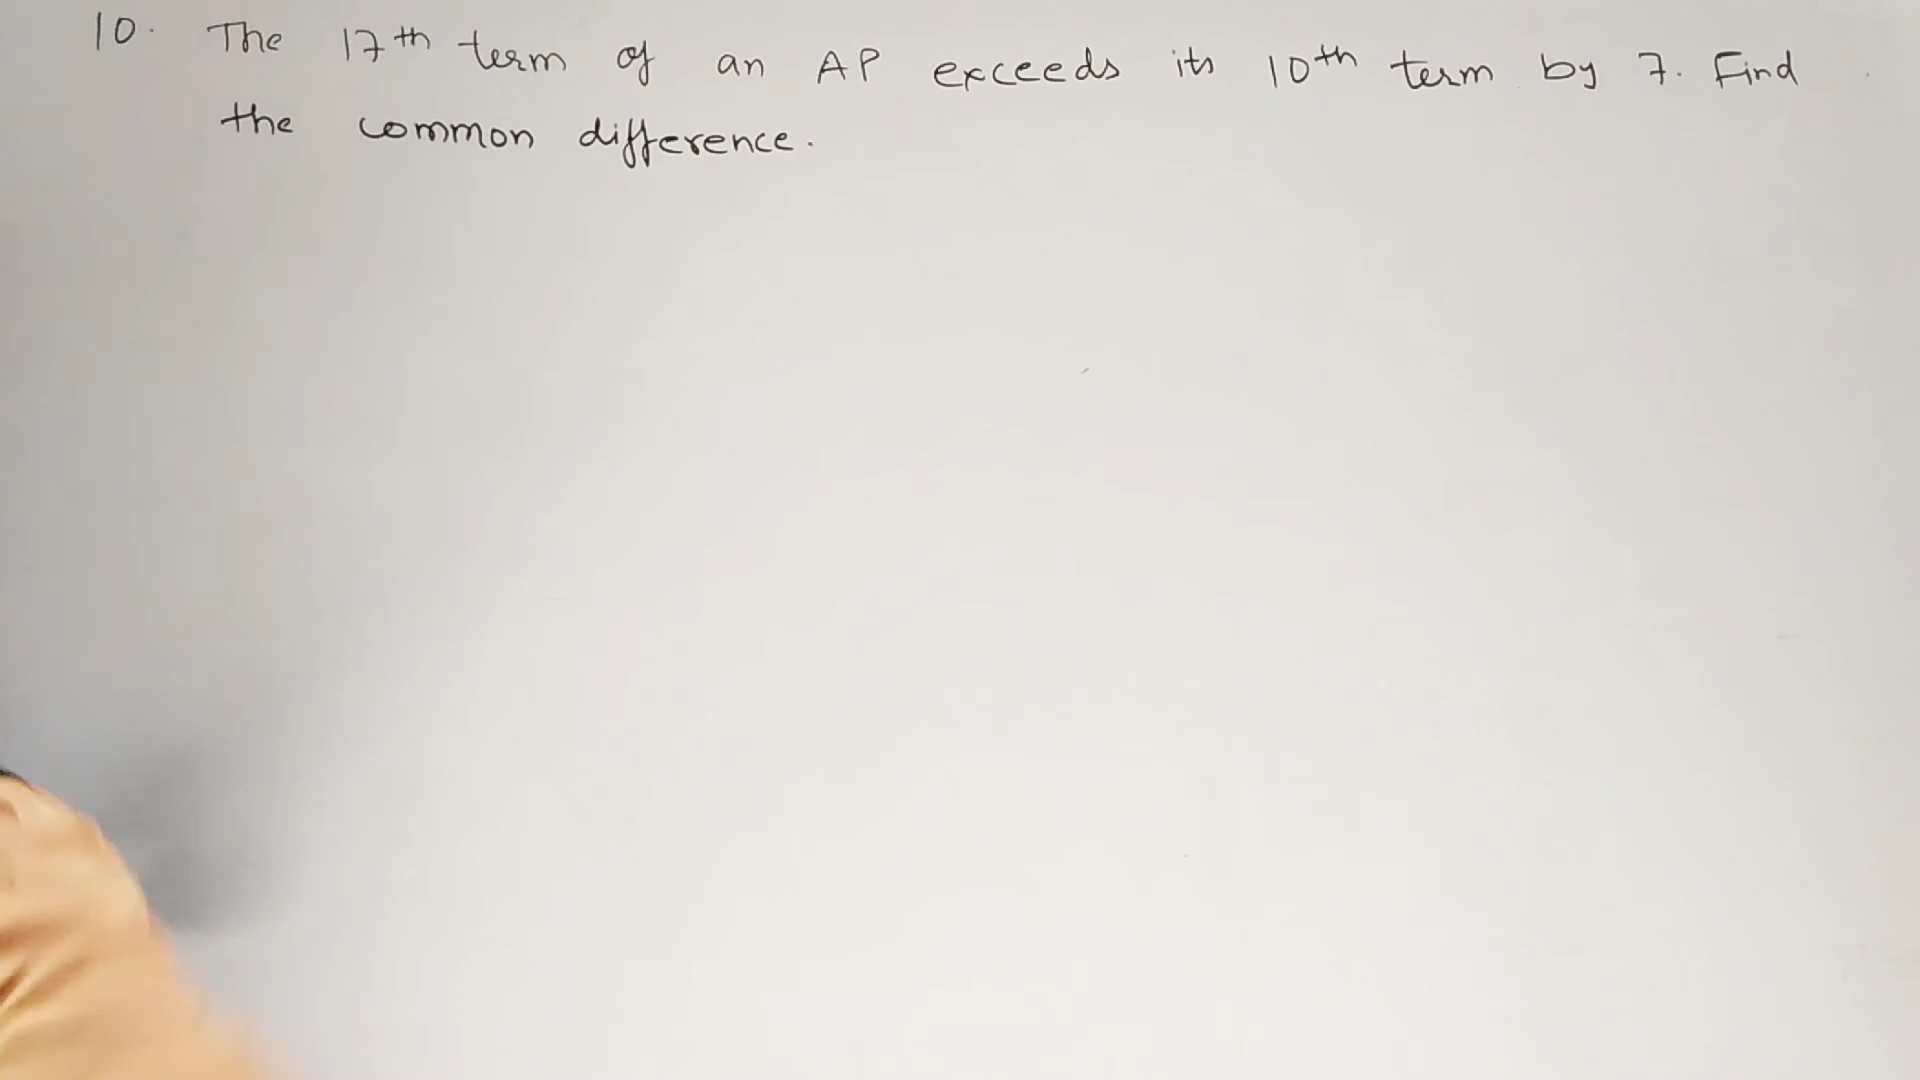 10. The 17th term of an AP exceeds its 10th term by 7. Find
the common difference.